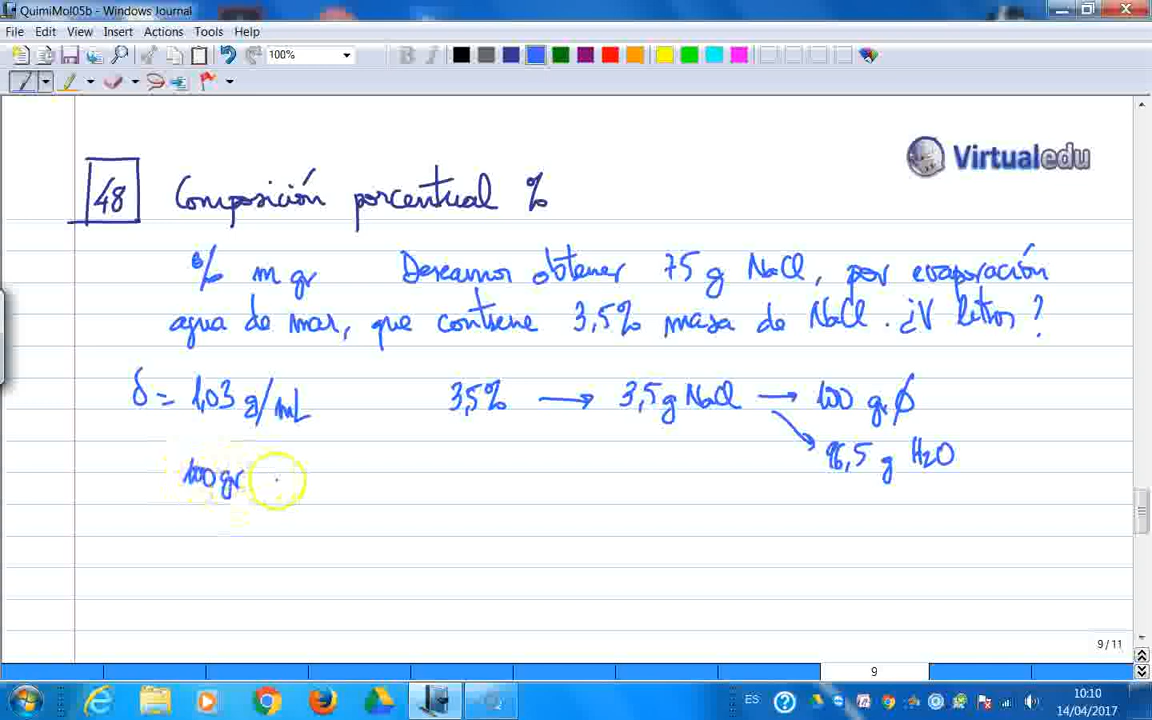 QuimiMol05b - Windows Journal
File Edit View Insert Actions Tools Help
100%
Virtualedu
48 Composición porcentual %
% m gr Deseamos obtener 75 g NaCl, por evaporación
agua de mar, que contiene 3,5% masa de NaCl. ¿V litros?
δ = 1,03 g/mL 3,5% → 3,5 g NaCl → 100 gr
96,5 g H₂O
100 gr
9 / 11
9
ES 10:10
14/04/2017